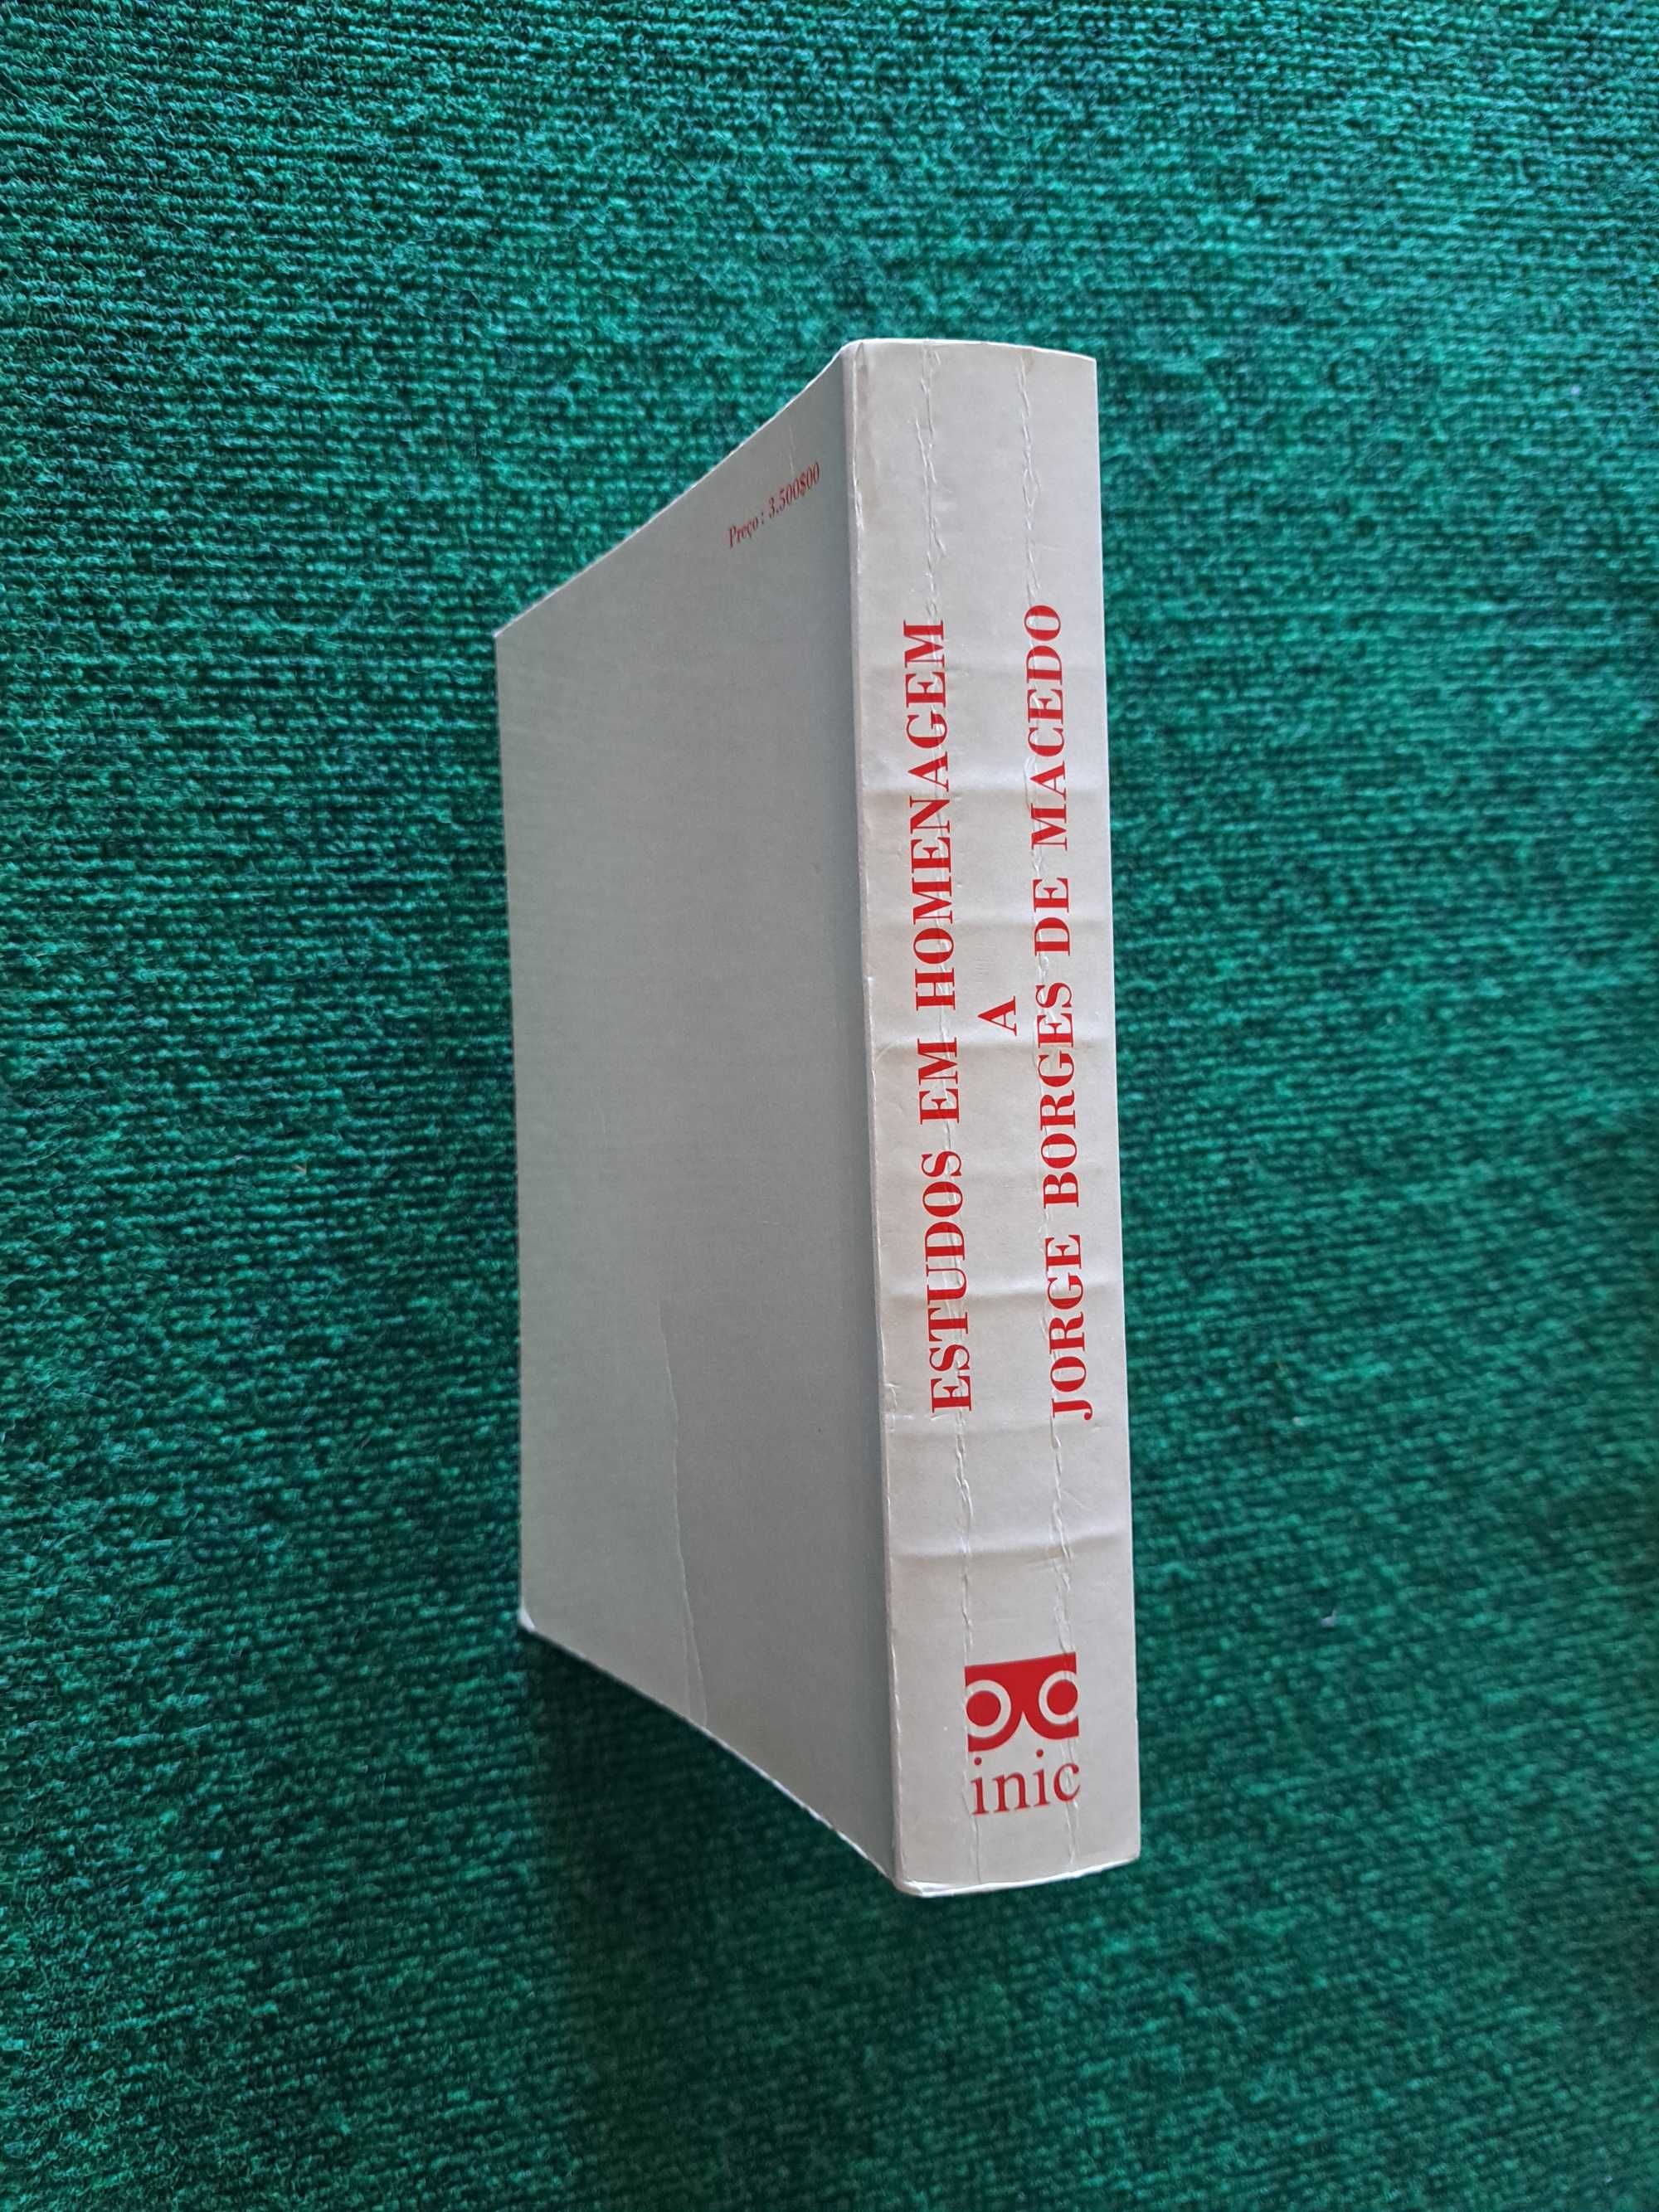 Preço: 3.500$00
ESTUDOS EM HOMENAGEM
A
JORGE BORGES DE MACEDO
inic